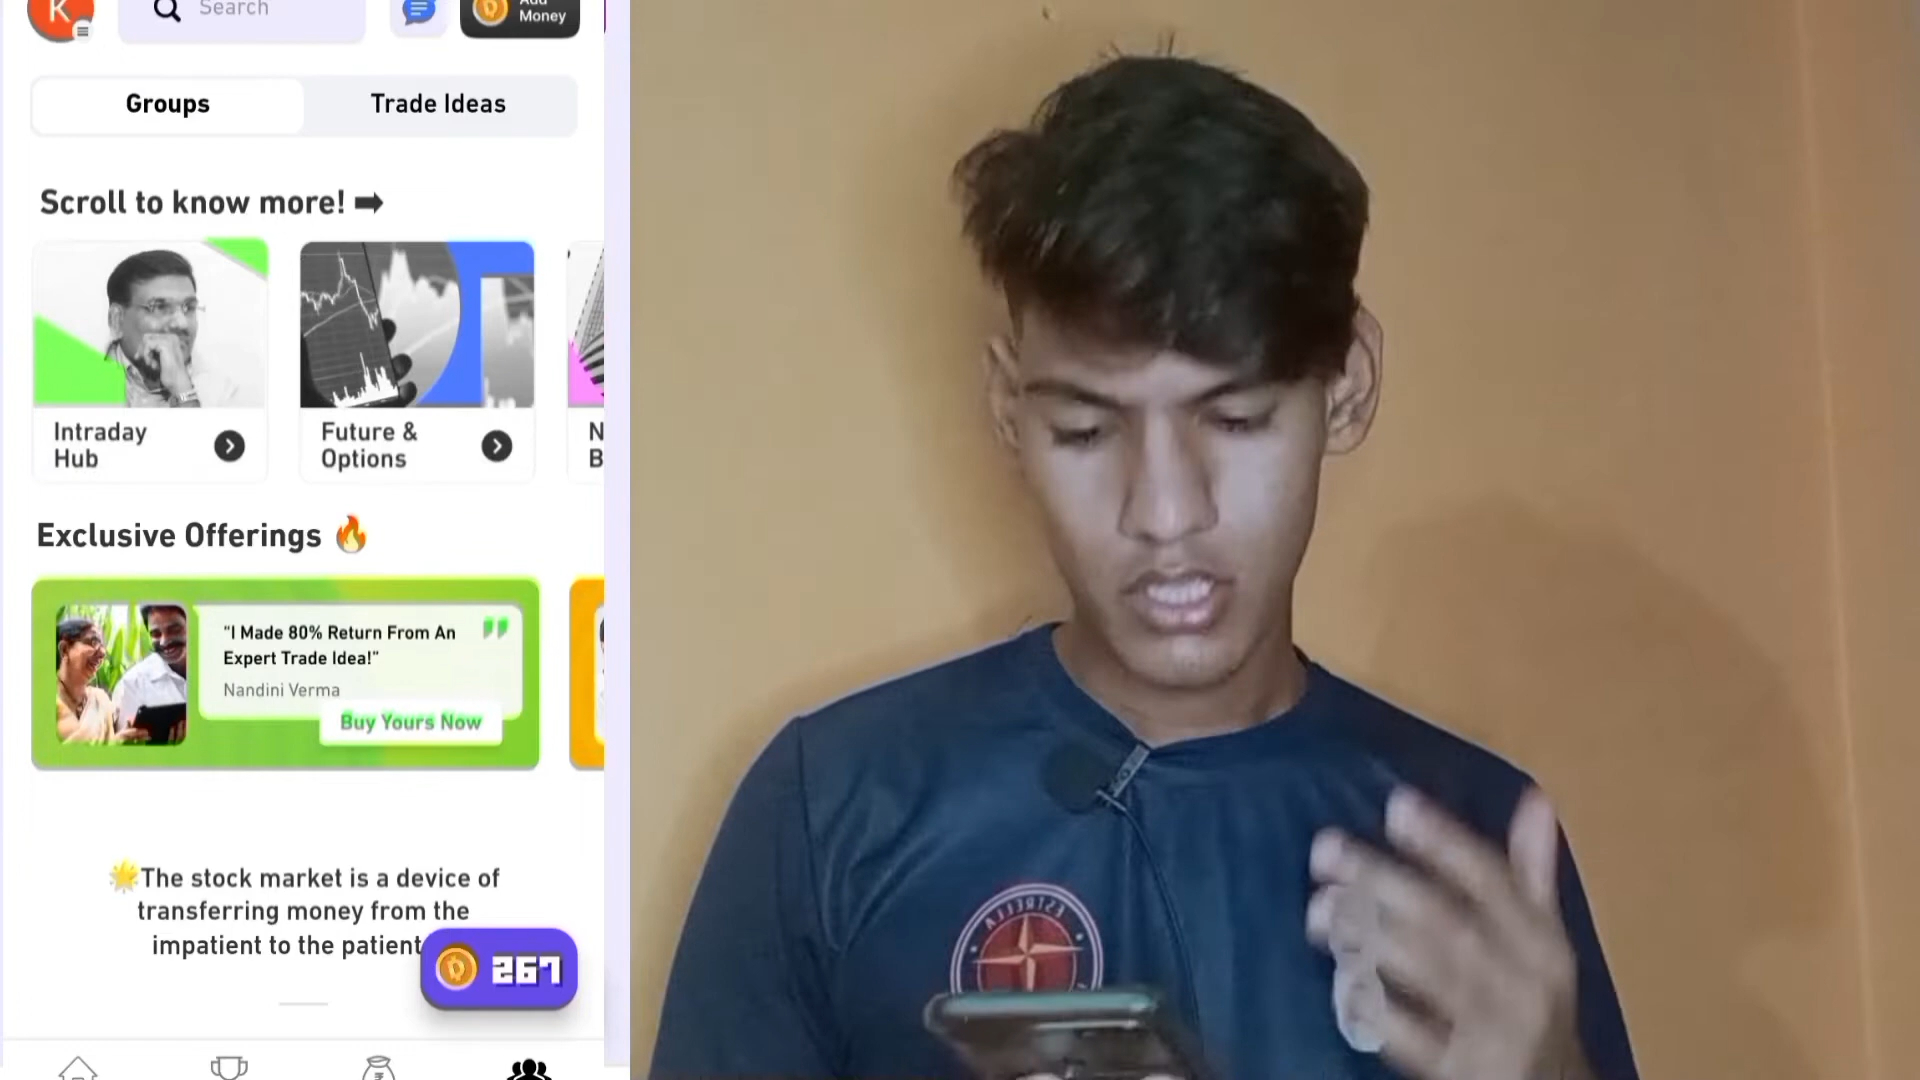 K
Search
Money
Groups
Trade Ideas
Scroll to know more! ➡
Intraday
Hub
Future &
Options
N
B
Exclusive Offerings 🔥
"I Made 80% Return From An
Expert Trade Idea!"
Nandini Verma
Buy Yours Now
🌟The stock market is a device of
transferring money from the
impatient to the patient
267
ESTRELLA